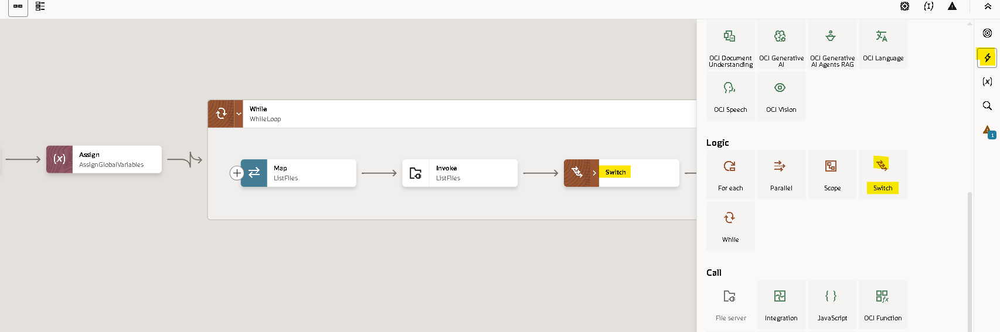 (I)
OCI Document
Understanding
OCI Generative
AI
OCI Generative
AI Agents RAG
OCI Language
(x)
OCI Speech
OCI Vision
While
WhileLoop
1
Logic
(x)
Assign
AssignGlobalVariables
Map
ListFiles
Invoke
ListFiles
Switch
For each
Parallel
Scope
Switch
While
Call
File server
Integration
JavaScript
OCI Function